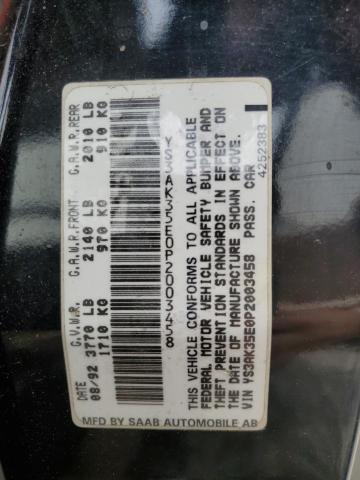 G.V.W.R. G.A.W.R.FRONT G.A.W.R.REAR
08/92 3770 LB 2140 LB 2010 LB
1710 KG 970 KG 910 KG
YS3AK35E0P2003458
THIS VEHICLE CONFORMS TO ALL APPLICABLE
FEDERAL MOTOR VEHICLE SAFETY BUMPER AND
THEFT PREVENTION STANDARDS IN EFFECT ON
THE DATE OF MANUFACTURE SHOWN ABOVE.
VIN YS3AK35E0P2003458 PASS. CAR
4252383
MFD BY SAAB AUTOMOBILE AB